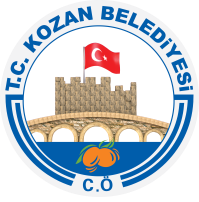 T.C. KOZAN BELEDİYESİ
C.Ö